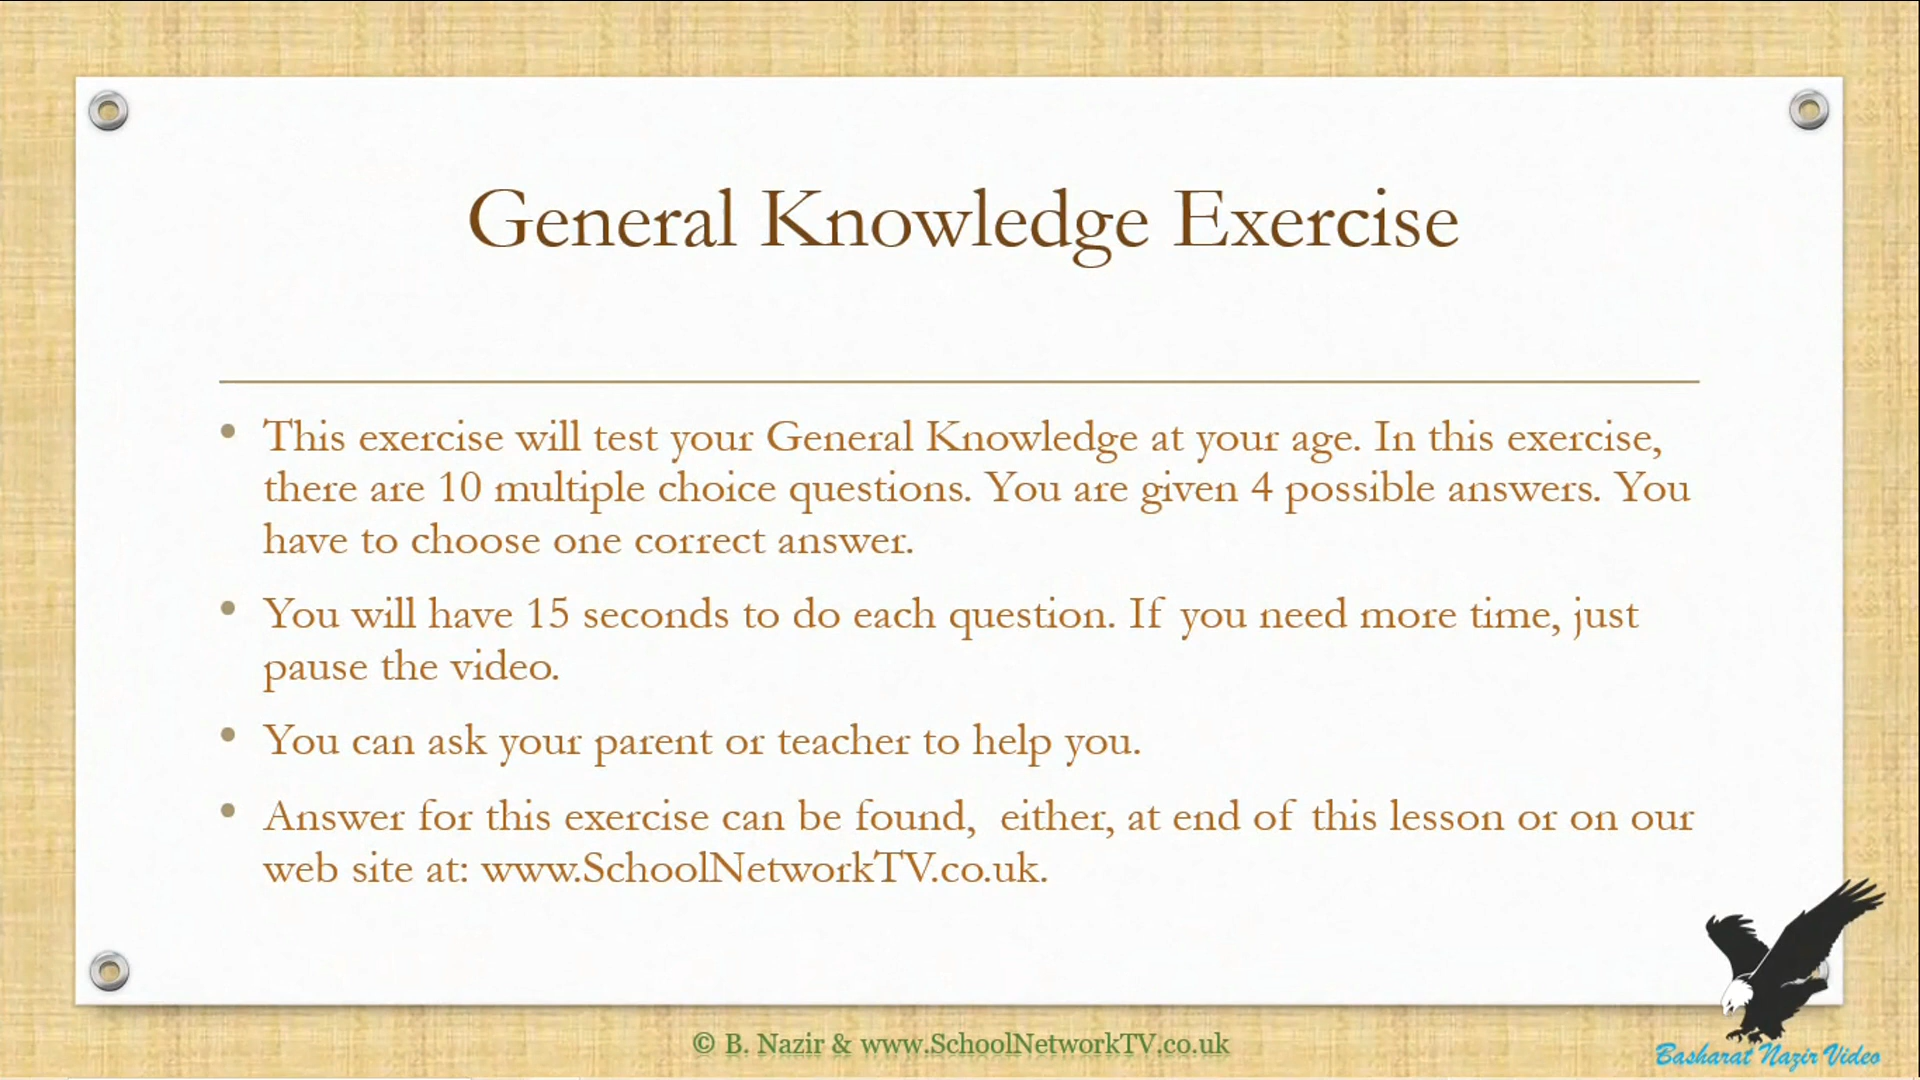 General Knowledge Exercise
• This exercise will test your General Knowledge at your age. In this exercise,
there are 10 multiple choice questions. You are given 4 possible answers. You
have to choose one correct answer.
• You will have 15 seconds to do each question. If you need more time, just
pause the video.
• You can ask your parent or teacher to help you.
• Answer for this exercise can be found, either, at end of this lesson or on our
web site at: www.SchoolNetworkTV.co.uk.
© B. Nazir & www.SchoolNetworkTV.co.uk
Basharat Nazir Video